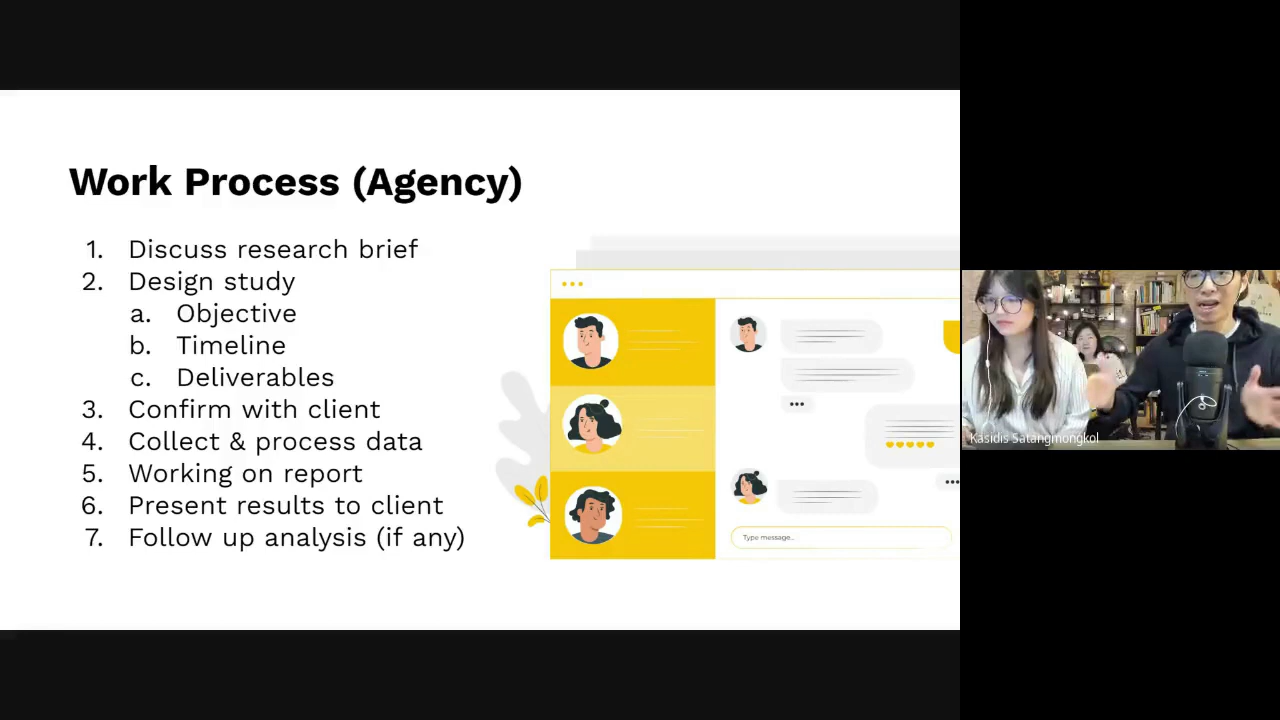 Work Process (Agency)
1. Discuss research brief
2. Design study
a. Objective
b. Timeline
c. Deliverables
3. Confirm with client
4. Collect & process data
5. Working on report
6. Present results to client
7. Follow up analysis (if any)
Type message...
Kasidis Satangmongkol